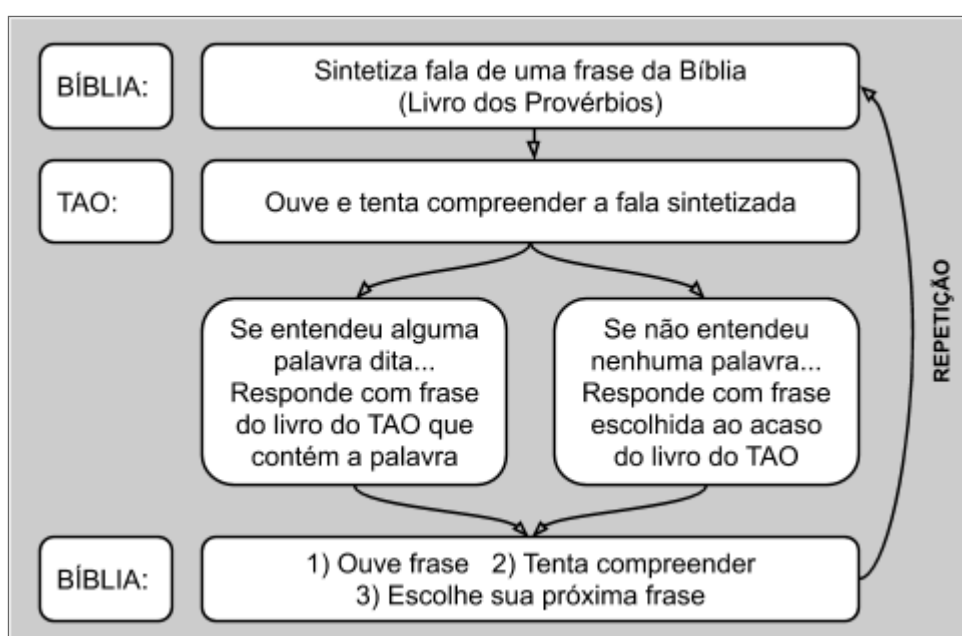 BÍBLIA:
Sintetiza fala de uma frase da Bíblia
(Livro dos Provérbios)
TAO:
Ouve e tenta compreender a fala sintetizada
Se entendeu alguma
palavra dita...
Responde com frase
do livro do TAO que
contém a palavra
Se não entendeu
nenhuma palavra...
Responde com frase
escolhida ao acaso
do livro do TAO
REPETIÇÃO
BÍBLIA:
1) Ouve frase 2) Tenta compreender
3) Escolhe sua próxima frase